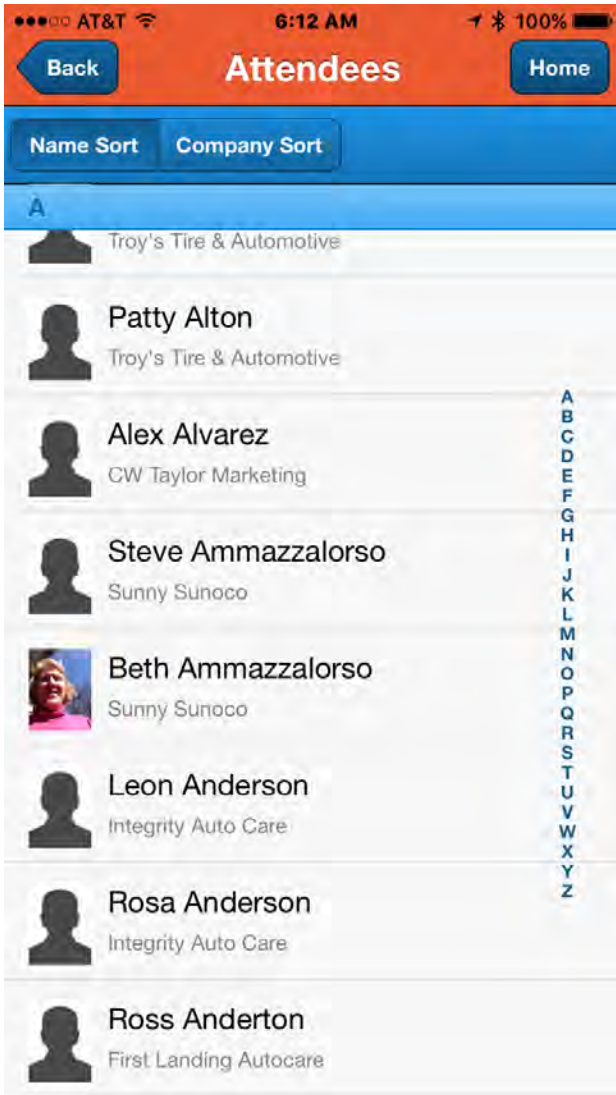 AT&T 6:12 AM 100%
Back Attendees Home
Name Sort Company Sort
A
Troy's Tire & Automotive
Patty Alton
Troy's Tire & Automotive
Alex Alvarez
CW Taylor Marketing
Steve Ammazzalorso
Sunny Sunoco
Beth Ammazzalorso
Sunny Sunoco
Leon Anderson
Integrity Auto Care
Rosa Anderson
Integrity Auto Care
Ross Anderton
First Landing Autocare
A
B
C
D
E
F
G
H
I
J
K
L
M
N
O
P
Q
R
S
T
U
V
W
X
Y
Z